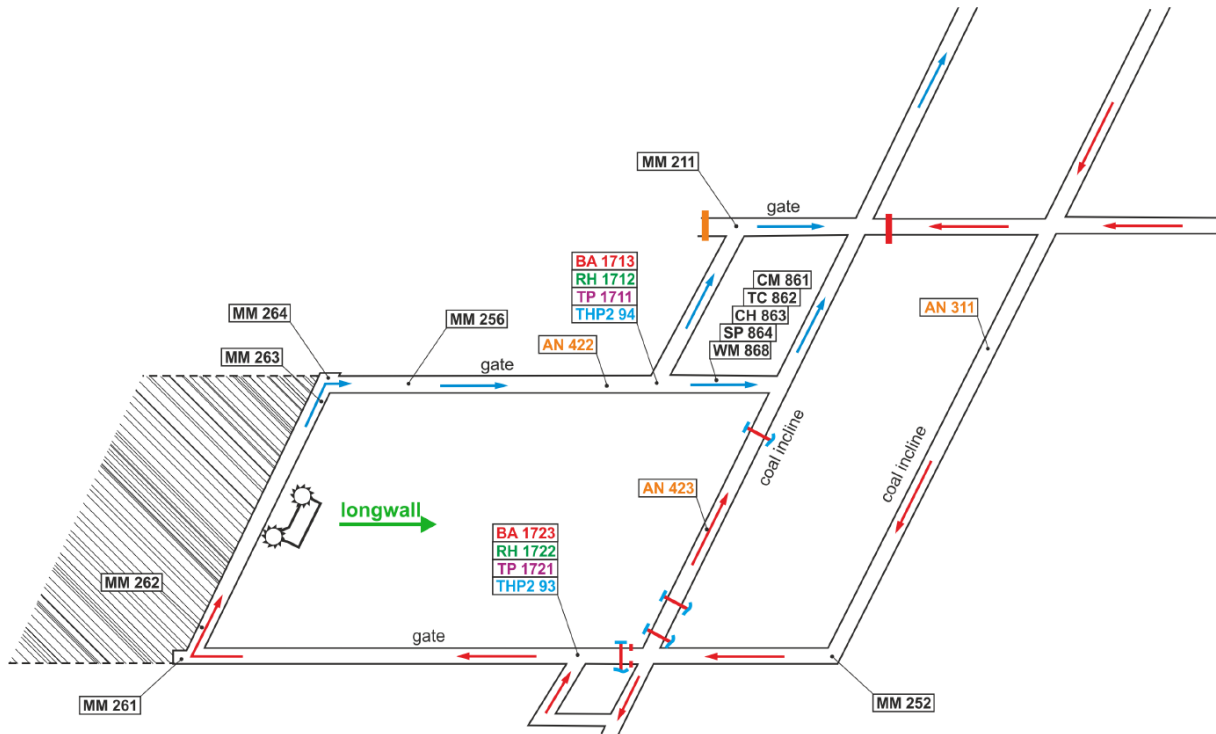 MM 211
gate
BA 1713
RH 1712
TP 1711
THP2 94
CM 861
TC 862
CH 863
SP 864
WM 868
AN 311
MM 264
MM 256
MM 263
AN 422
gate
coal incline
coal incline
longwall
AN 423
BA 1723
RH 1722
TP 1721
THP2 93
MM 262
gate
MM 261
MM 252